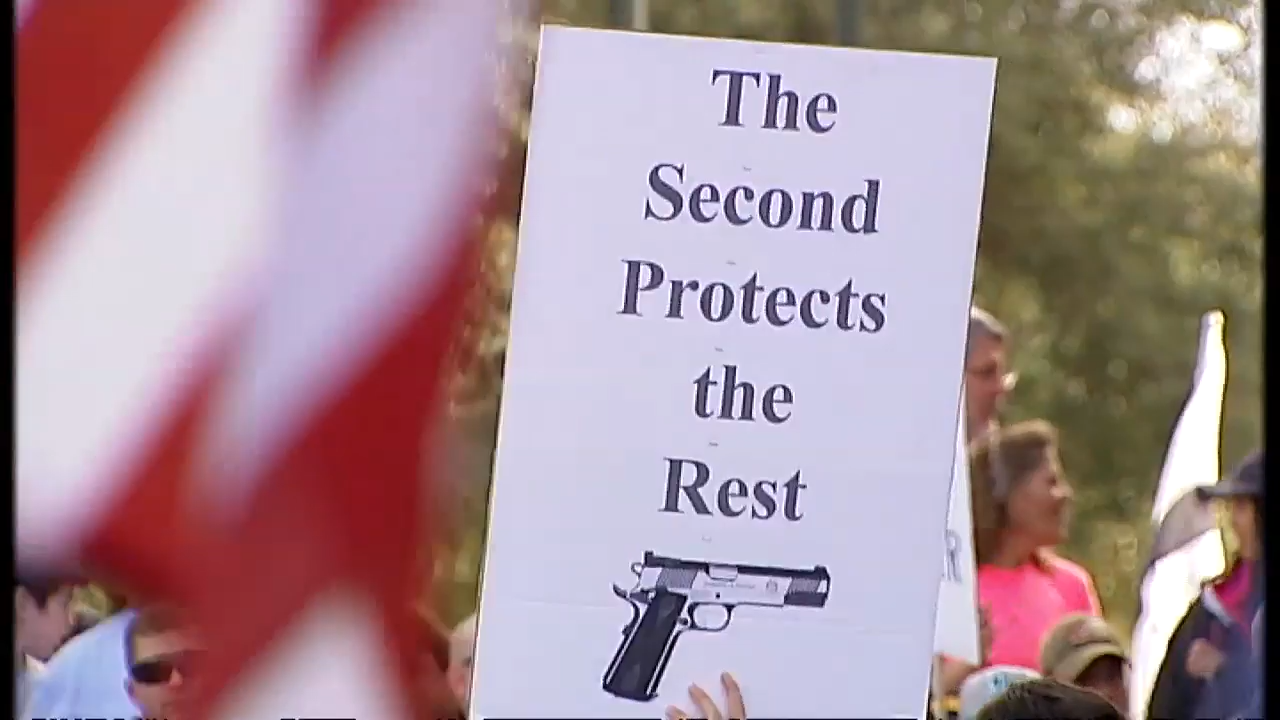 The
Second
Protects
the
Rest
R